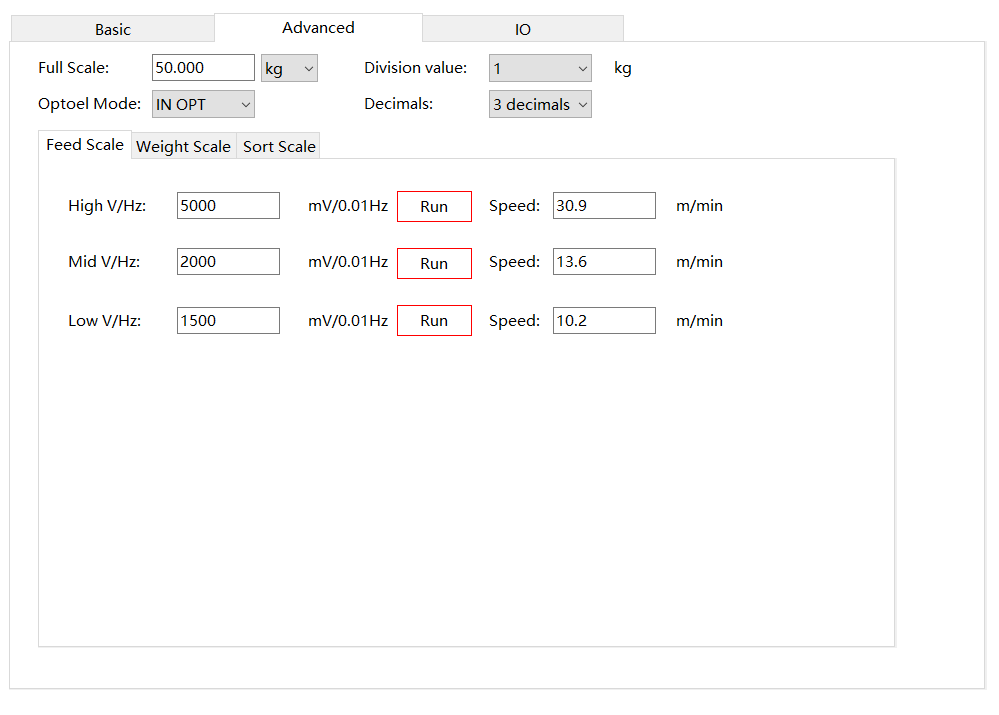 Basic Advanced IO
Full Scale: 50.000 kg Division value: 1 kg
Optoel Mode: IN OPT Decimals: 3 decimals
Feed Scale Weight Scale Sort Scale
High V/Hz: 5000 mV/0.01Hz Run Speed: 30.9 m/min
Mid V/Hz: 2000 mV/0.01Hz Run Speed: 13.6 m/min
Low V/Hz: 1500 mV/0.01Hz Run Speed: 10.2 m/min